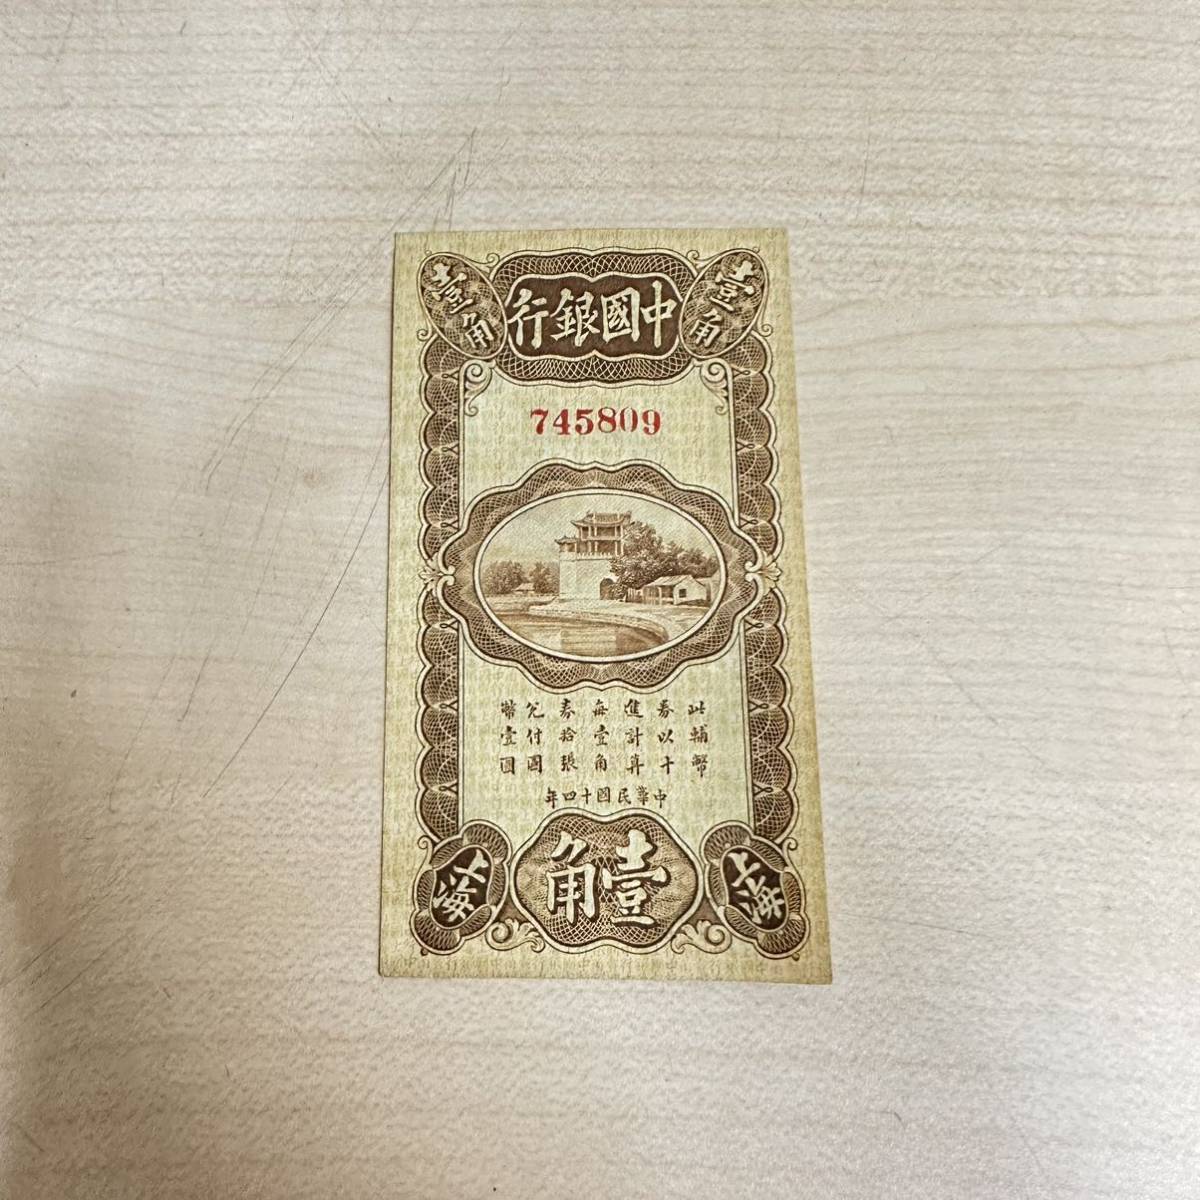 壹角
中國銀行
壹角
745809
此輔幣
券以十
進計算
每壹角
券拾張
兌付國
幣壹圓
中華民國十四年
上海
壹角
上海